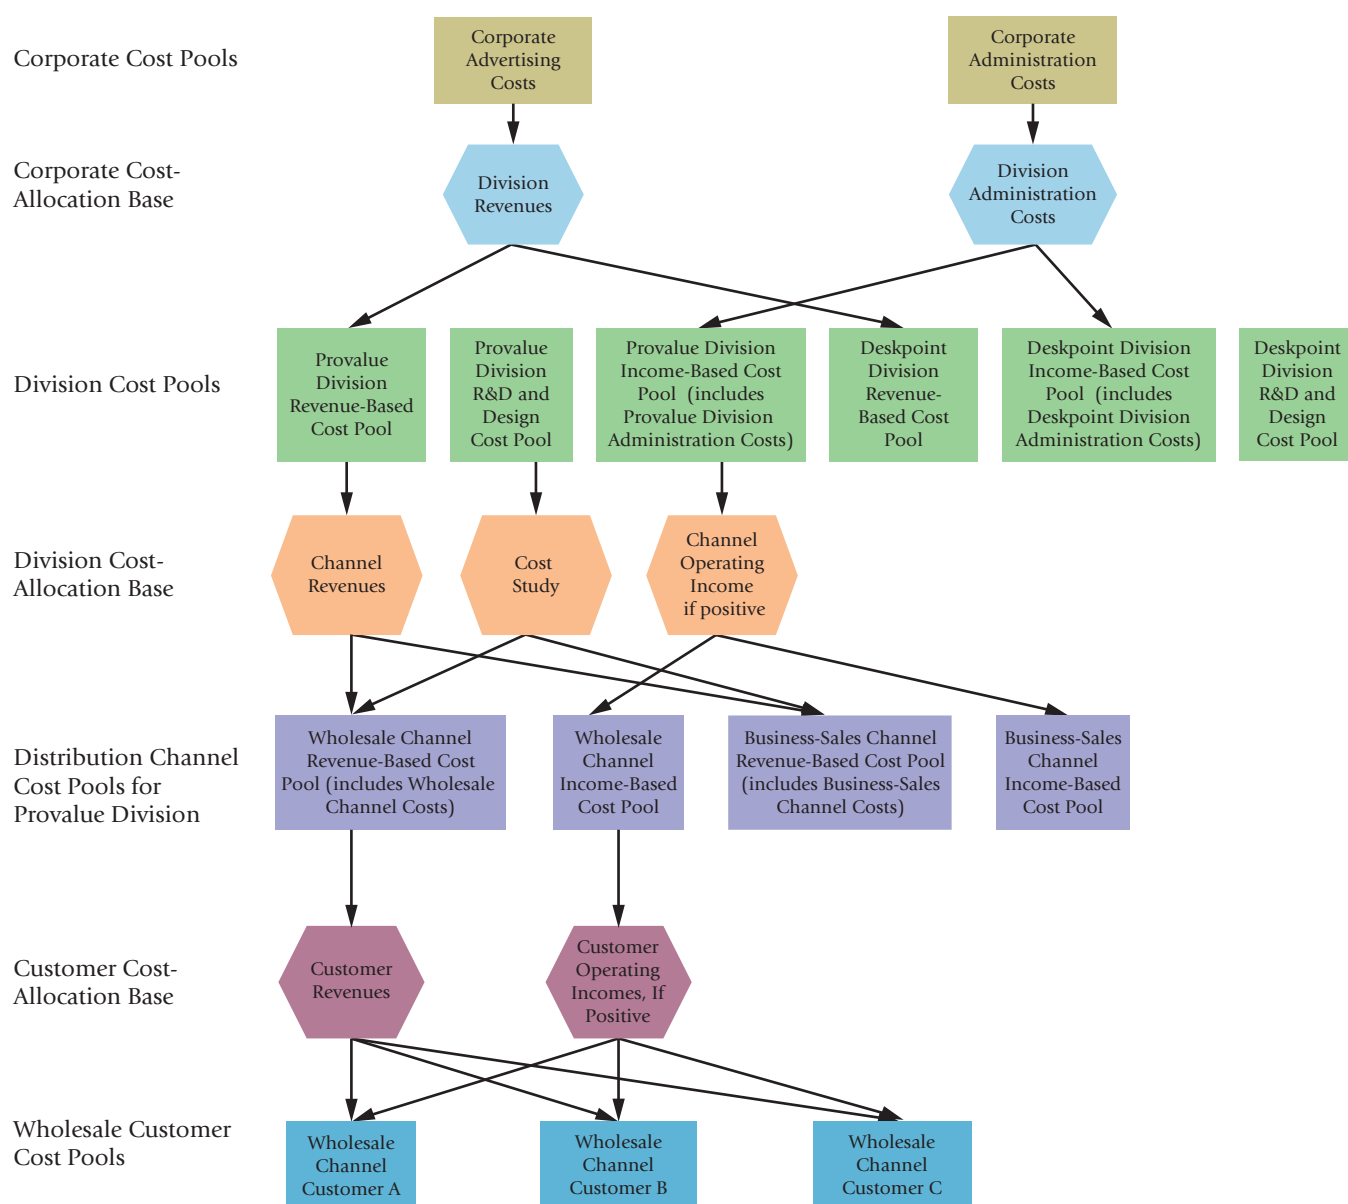 Corporate Cost Pools
Corporate
Advertising
Costs
Corporate
Administration
Costs
Corporate Cost-
Allocation Base
Division
Revenues
Division
Administration
Costs
Division Cost Pools
Provalue
Division
Revenue-Based
Cost Pool
Provalue
Division
R&D and
Design
Cost Pool
Provalue Division
Income-Based Cost
Pool (includes
Provalue Division
Administration Costs)
Deskpoint
Division
Revenue-
Based Cost
Pool
Deskpoint Division
Income-Based Cost
Pool (includes
Deskpoint Division
Administration Costs)
Deskpoint
Division
R&D and
Design
Cost Pool
Division Cost-
Allocation Base
Channel
Revenues
Cost
Study
Channel
Operating
Income
if positive
Distribution Channel
Cost Pools for
Provalue Division
Wholesale Channel
Revenue-Based Cost
Pool (includes Wholesale
Channel Costs)
Wholesale
Channel
Income-Based
Cost Pool
Business-Sales Channel
Revenue-Based Cost Pool
(includes Business-Sales
Channel Costs)
Business-Sales
Channel
Income-Based
Cost Pool
Customer Cost-
Allocation Base
Customer
Revenues
Customer
Operating
Incomes, If
Positive
Wholesale Customer
Cost Pools
Wholesale
Channel
Customer A
Wholesale
Channel
Customer B
Wholesale
Channel
Customer C